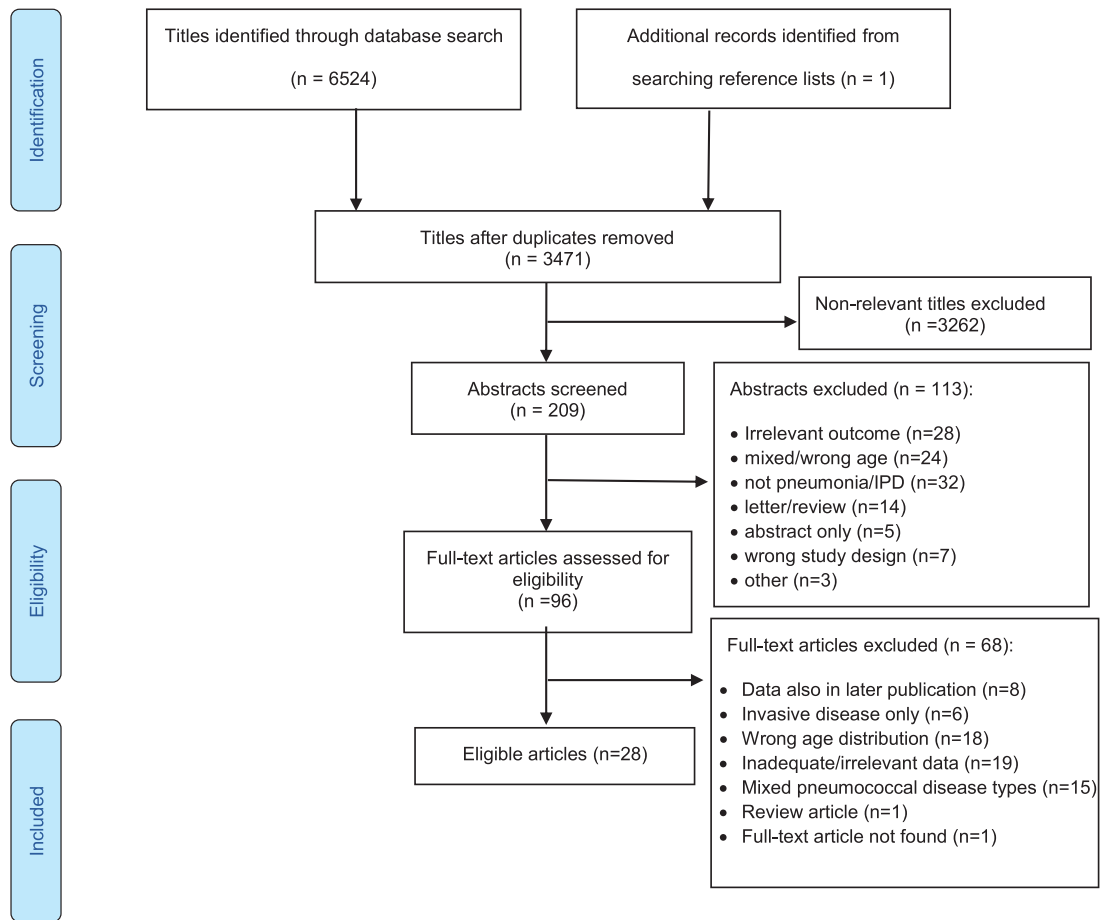 Identification
Titles identified through database search
(n = 6524)
Additional records identified from
searching reference lists (n = 1)
Titles after duplicates removed
(n = 3471)
Screening
Non-relevant titles excluded
(n =3262)
Abstracts screened
(n = 209)
Abstracts excluded (n = 113):
• Irrelevant outcome (n=28)
• mixed/wrong age (n=24)
• not pneumonia/IPD (n=32)
• letter/review (n=14)
• abstract only (n=5)
• wrong study design (n=7)
• other (n=3)
Eligibility
Full-text articles assessed for
eligibility
(n =96)
Full-text articles excluded (n = 68):
• Data also in later publication (n=8)
• Invasive disease only (n=6)
• Wrong age distribution (n=18)
• Inadequate/irrelevant data (n=19)
• Mixed pneumococcal disease types (n=15)
• Review article (n=1)
• Full-text article not found (n=1)
Included
Eligible articles (n=28)